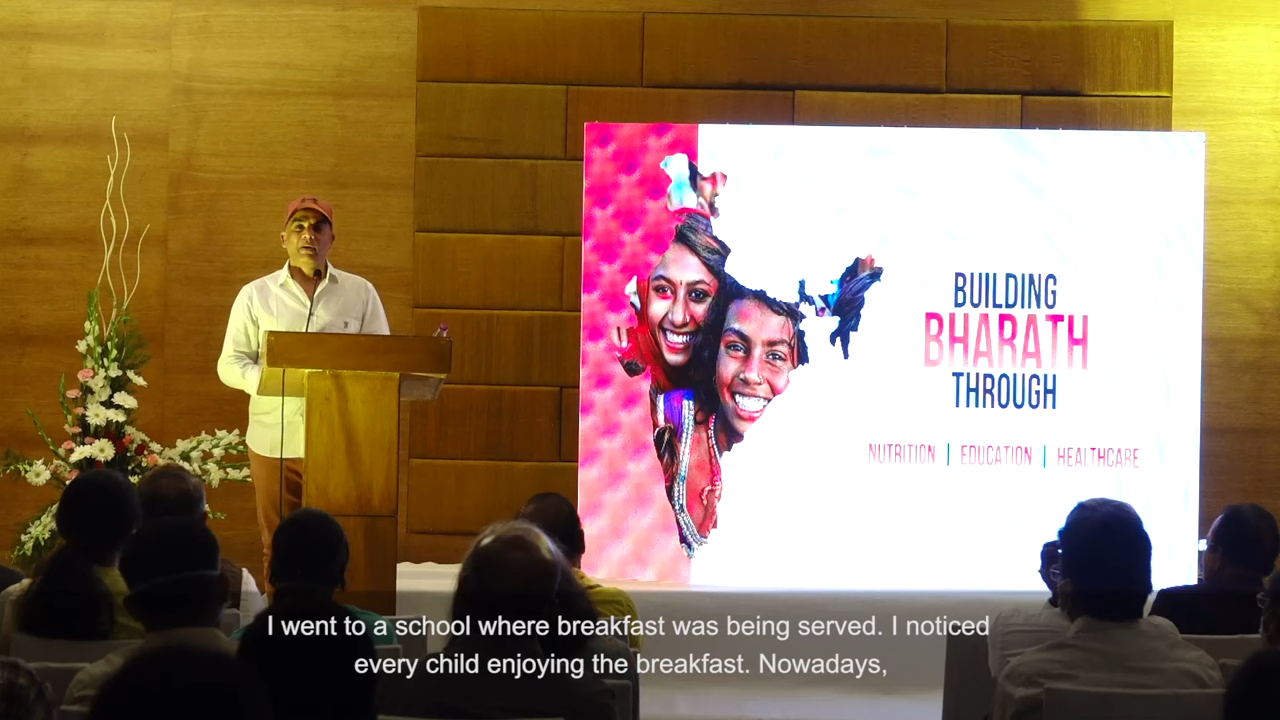 BUILDING
BHARATH
THROUGH
NUTRITION | EDUCATION | HEALTHCARE
I went to a school where breakfast was being served. I noticed
every child enjoying the breakfast. Nowadays,